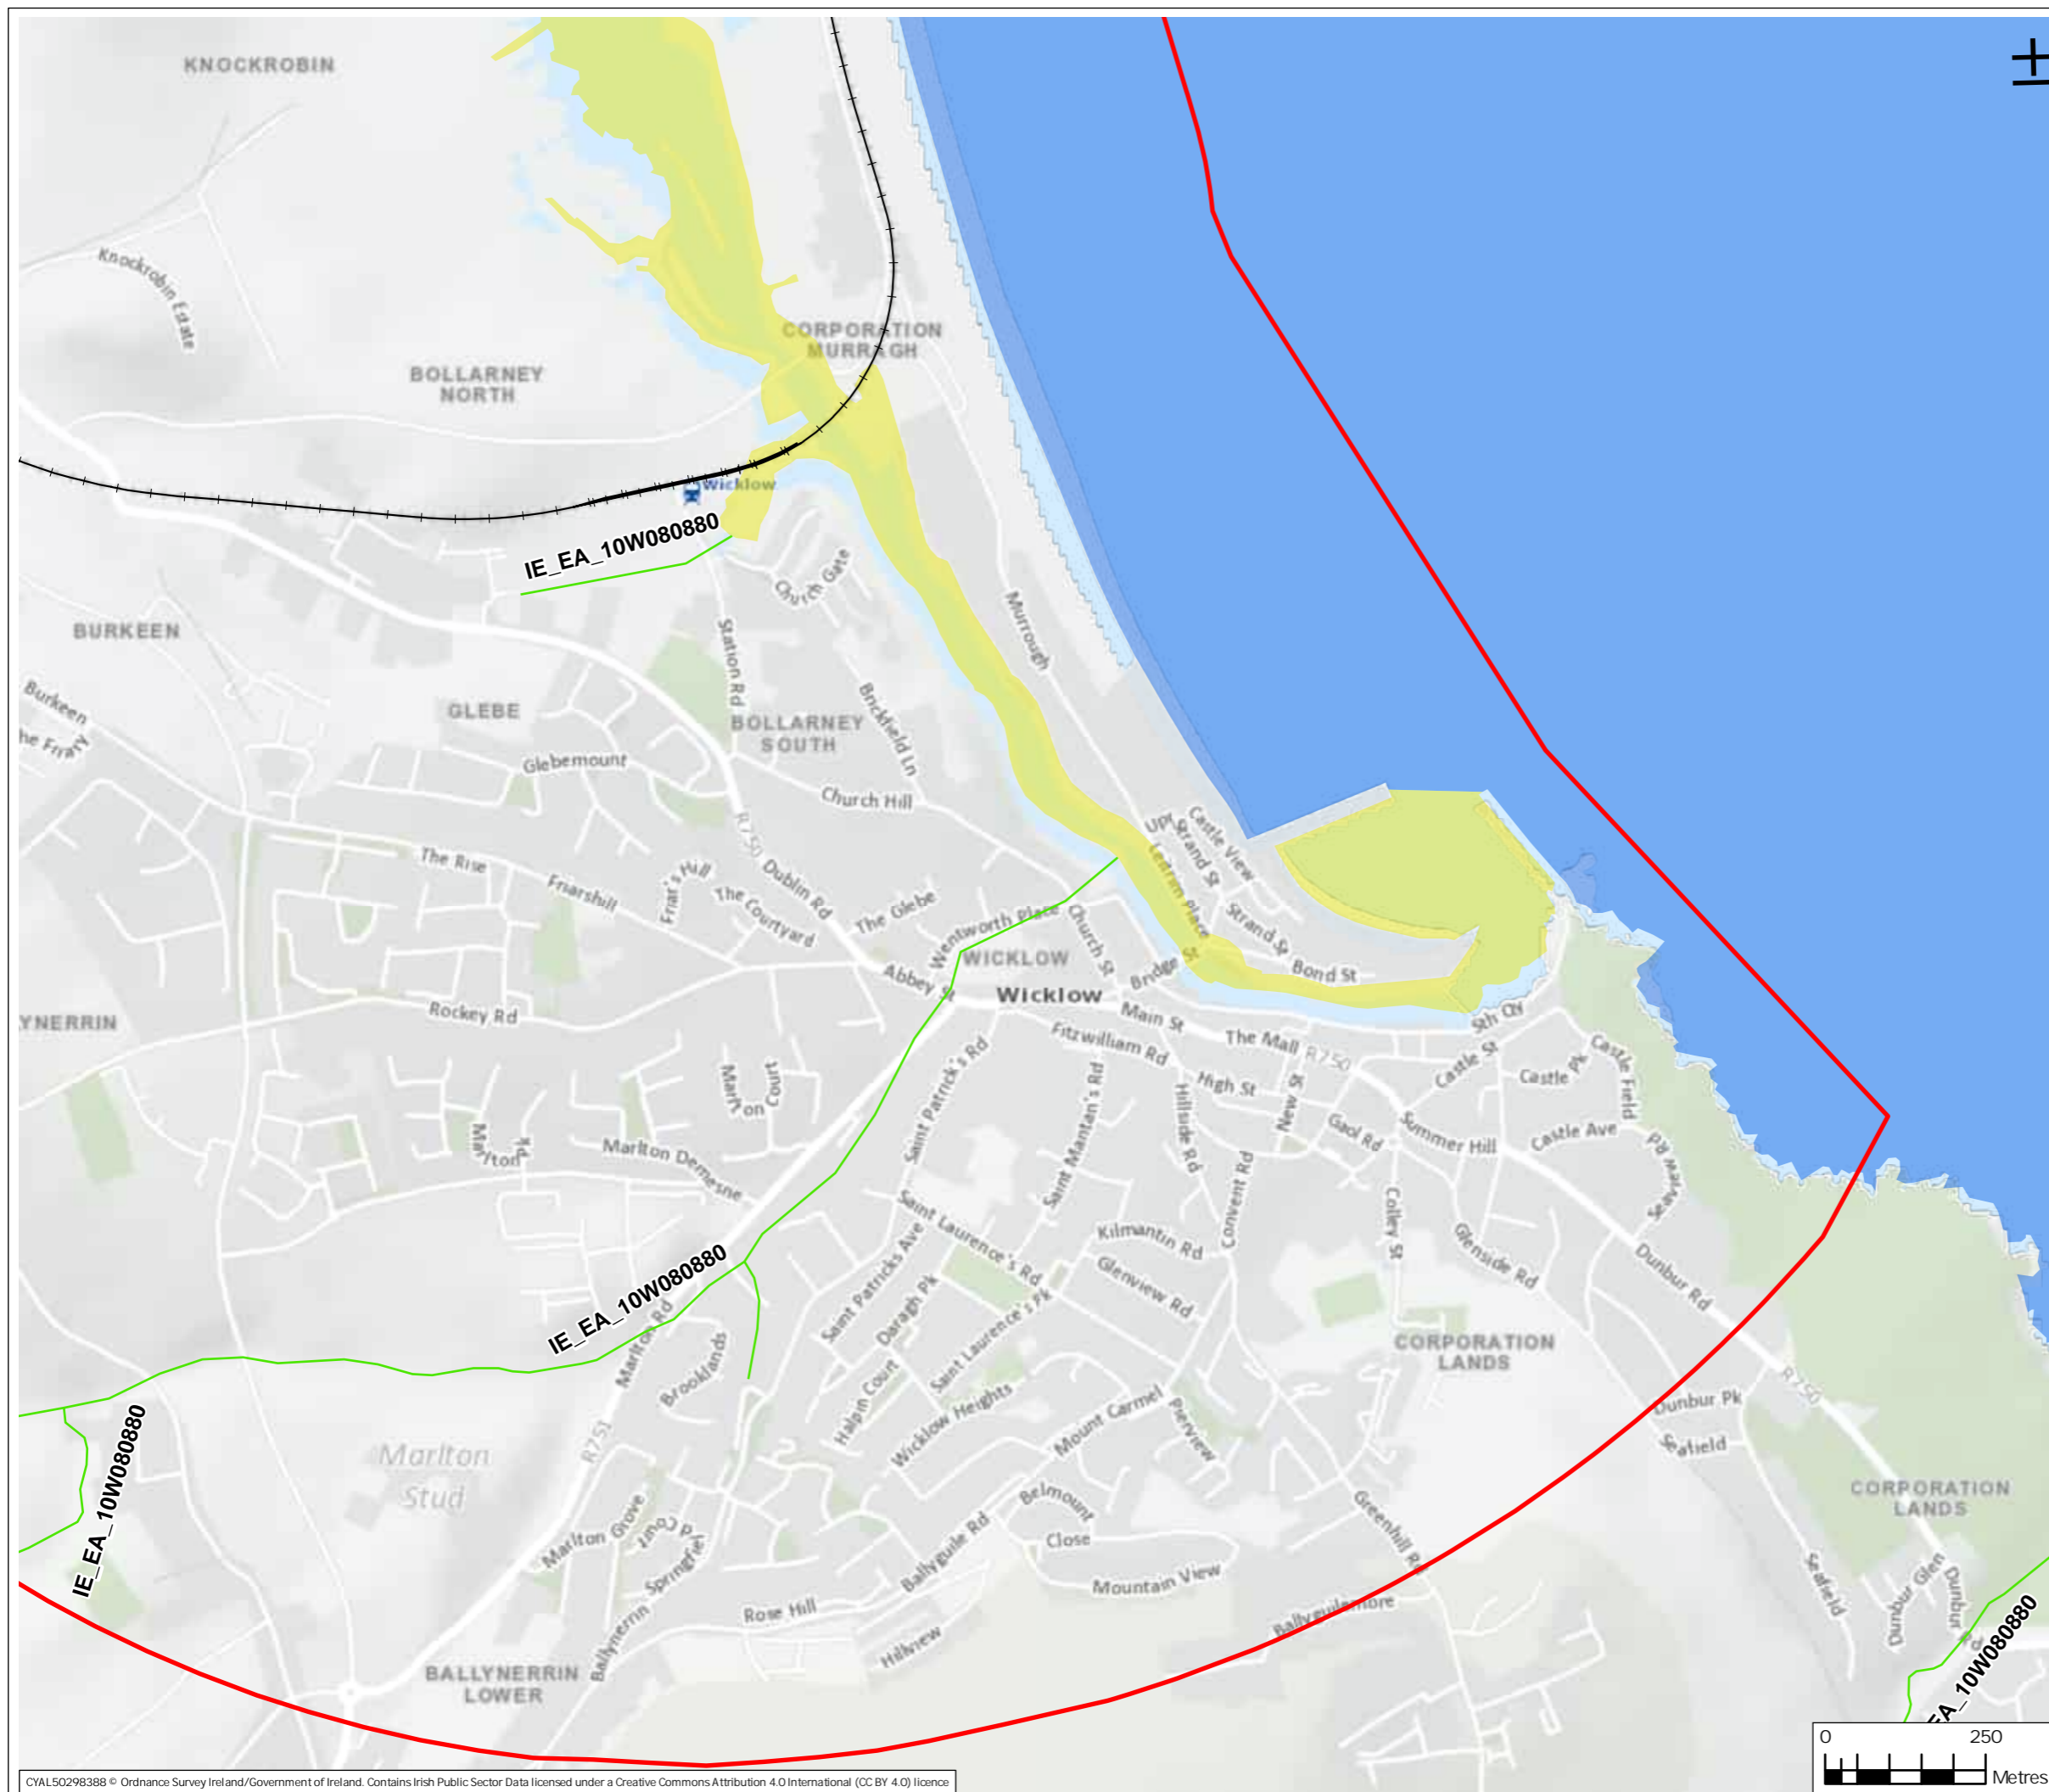 KNOCKROBIN
Knockrobin Estate
CORPORATION
MURRAGH
BOLLARNEY
NORTH
Wicklow
IE_EA_10W080880
Church Gate
BURKEEN
Station Rd
Murrough
Burkeen
he Friary
GLEBE
BOLLARNEY
SOUTH
Brickfield Ln
Glebemount
Church Hill
R750
Upr Strand St
Castle View
Leitrim Place
The Rise
Friarshill
Friar's Hill
The Courtyard
Dublin Rd
The Glebe
Wentworth Place
Church St
Strand St
WICKLOW
Bridge St
Bond St
Abbey St
Wicklow
Rockey Rd
YNERRIN
Main St
Sth
Fitzwilliam Rd
The Mall
R750
Castle St
Castle Pk
Castle Field
Marlton Court
Saint Patrick's Rd
Saint Mantan's Rd
High St
Hillside Rd
New St
Gaol Rd
Summer Hill
Castle Ave
Seaview Rd
Marlton Pk
Marlton Demesne
Convent Rd
Colley St
Saint Laurence's Rd
Kilmantin Rd
Glenside Rd
Dunbur Rd
Saint Patricks Ave
Glenview Rd
Daragh Pk
IE_EA_10W080880
Marlton Rd
Saint Laurence's Pk
CORPORATION
LANDS
Brooklands
Halpin Court
R750
Dunbur Pk
Wicklow Heights
Mount Carmel
Pierview
Seafield
IE_EA_10W080880
Marlton
Stud
R751
CORPORATION
LANDS
Belmount
Close
Greenhill Rd
Marlton Grove
Springfield Court
Ballyguile Rd
Mountain View
Seafield
Dunbur Glen
Dunbur Rd
Rose Hill
Ballyguilemore
Ballynerrin
Hillview
EA_10W080880
BALLYNERRIN
LOWER
0 250
Metres
CYAL50298388 © Ordnance Survey Ireland/Government of Ireland. Contains Irish Public Sector Data licensed under a Creative Commons Attribution 4.0 International (CC BY 4.0) licence